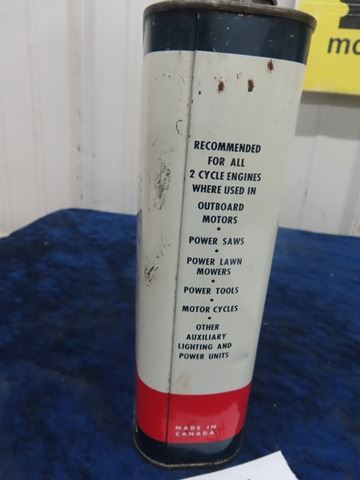 RECOMMENDED
FOR ALL
2 CYCLE ENGINES
WHERE USED IN
OUTBOARD
MOTORS
•
POWER SAWS
•
POWER LAWN
MOWERS
•
POWER TOOLS
•
MOTOR CYCLES
•
OTHER
AUXILIARY
LIGHTING AND
POWER UNITS
MADE IN
CANADA